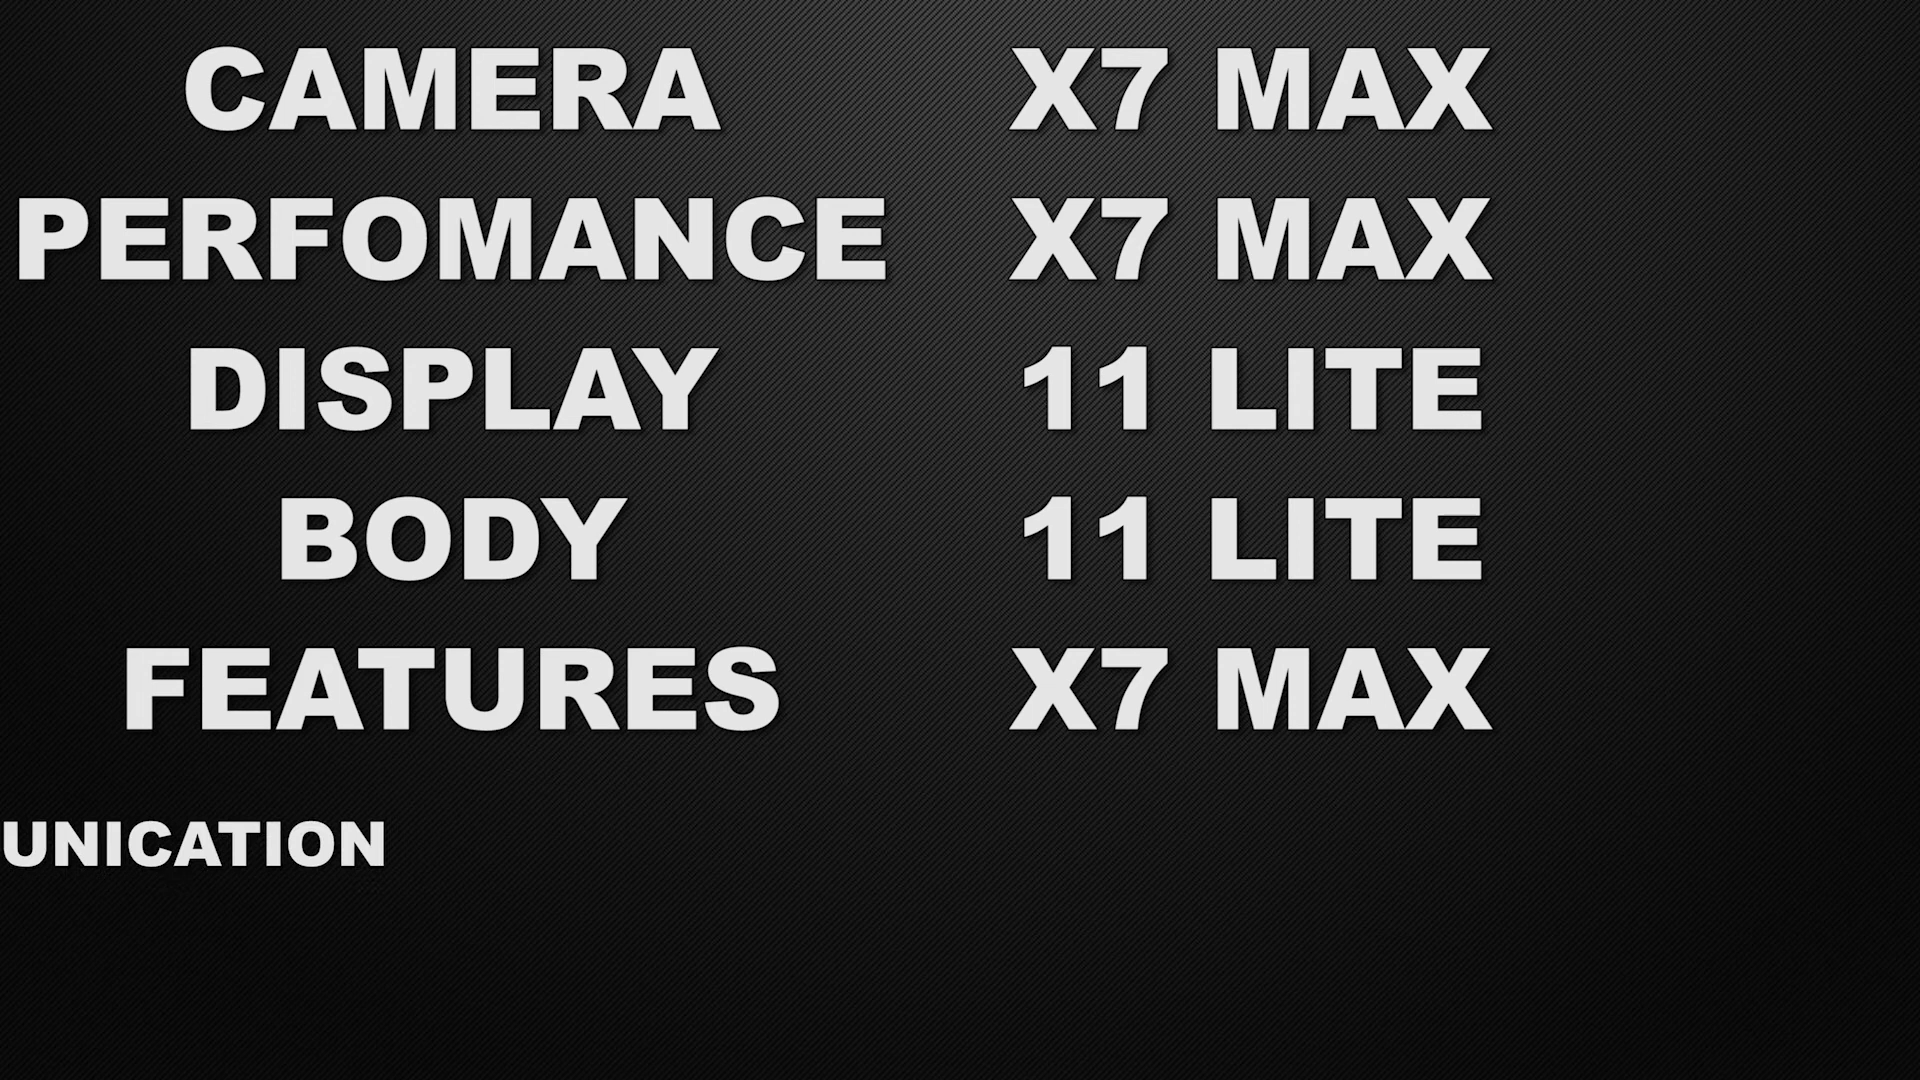 CAMERA X7 MAX
PERFOMANCE X7 MAX
DISPLAY 11 LITE
BODY 11 LITE
FEATURES X7 MAX
UNICATION